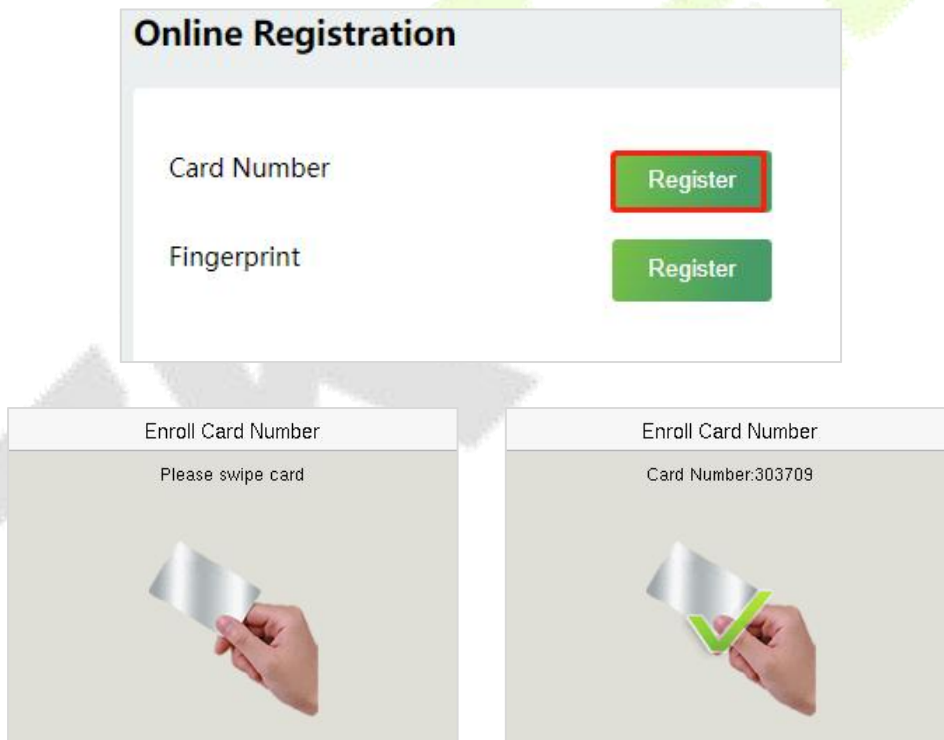 Online Registration
Card Number
Register
Fingerprint
Register
Enroll Card Number
Please swipe card
Enroll Card Number
Card Number:303709